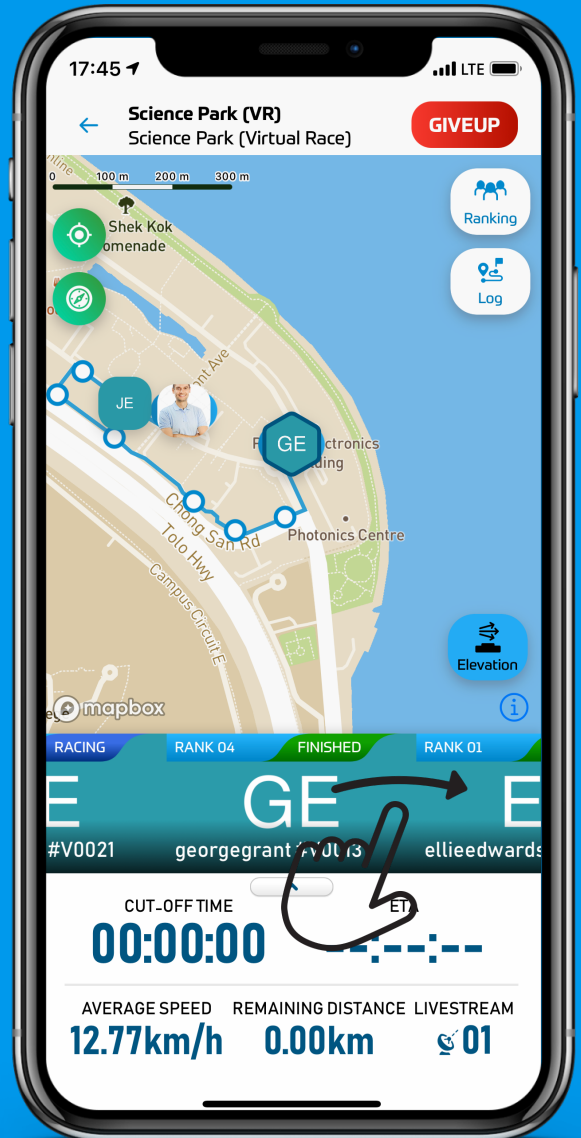 17:45
LTE
Science Park (VR)
Science Park (Virtual Race)
GIVEUP
0 100 m 200 m 300 m
Shek Kok
Ranking
Log
JE
GE
Photonics Centre
Chong San Rd
Tolo Hwy
Campus Circuit E
Elevation
i
mapbox
RACING
RANK 04
FINISHED
RANK 01
E
GE
E
#V0021
georgegrant #V0013
ellieedwards
CUT-OFF TIME
ETA
00:00:00
--:--:--
AVERAGE SPEED
REMAINING DISTANCE
LIVESTREAM
12.77km/h
0.00km
01